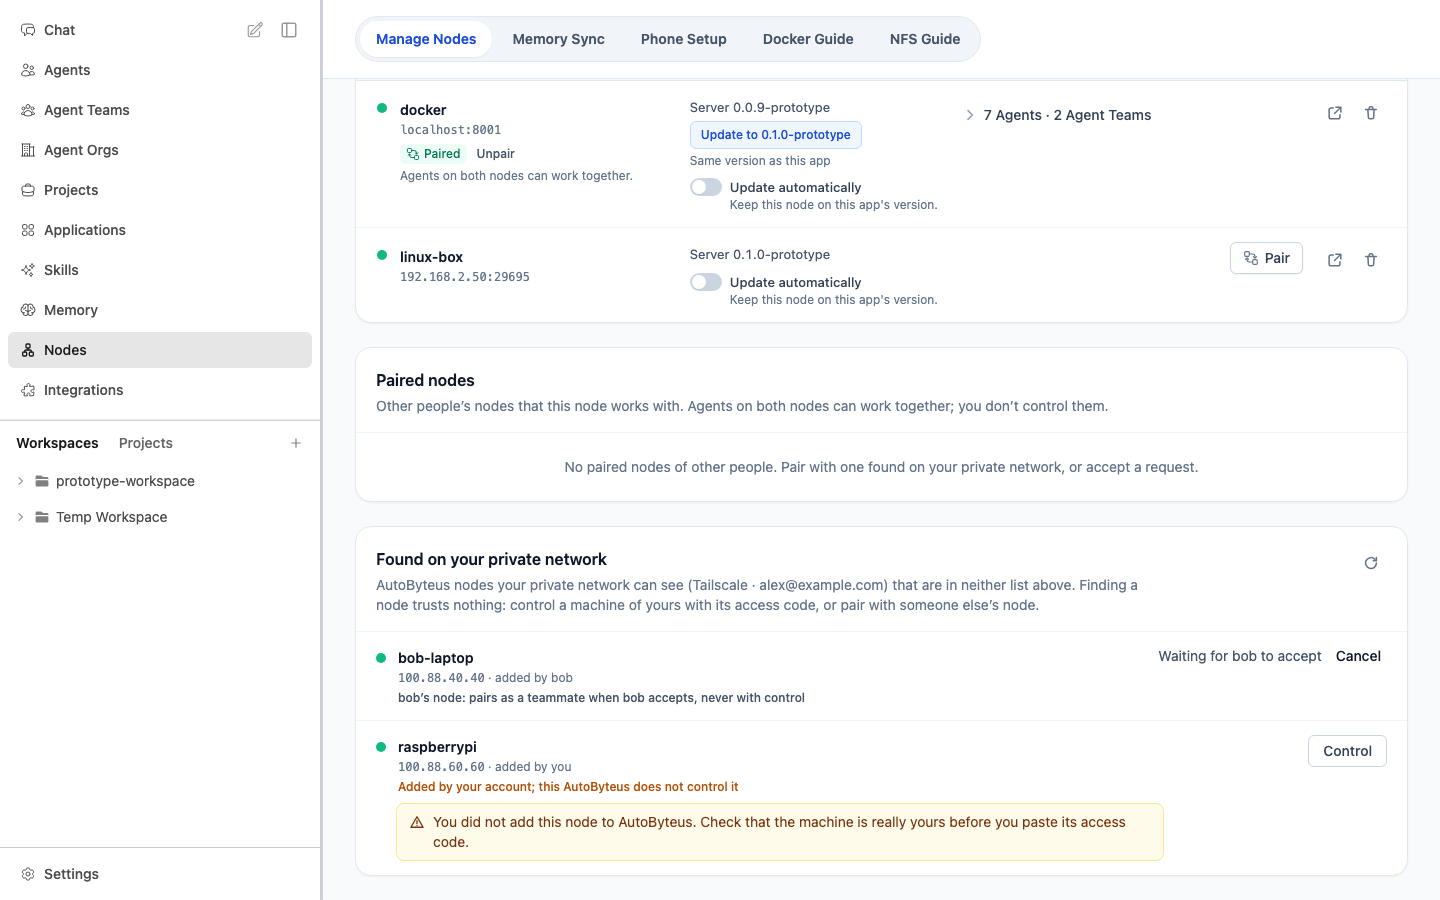 Chat
Agents
Agent Teams
Agent Orgs
Projects
Applications
Skills
Memory
Nodes
Integrations
Workspaces
Projects
prototype-workspace
Temp Workspace
Settings
Manage Nodes
Memory Sync
Phone Setup
Docker Guide
NFS Guide
docker
localhost:8001
Paired
Unpair
Agents on both nodes can work together.
Server 0.0.9-prototype
Update to 0.1.0-prototype
Same version as this app
Update automatically
Keep this node on this app's version.
7 Agents · 2 Agent Teams
linux-box
192.168.2.50:29695
Server 0.1.0-prototype
Update automatically
Keep this node on this app's version.
Pair
Paired nodes
Other people’s nodes that this node works with. Agents on both nodes can work together; you don’t control them.
No paired nodes of other people. Pair with one found on your private network, or accept a request.
Found on your private network
AutoByteus nodes your private network can see (Tailscale · alex@example.com) that are in neither list above. Finding a
node trusts nothing: control a machine of yours with its access code, or pair with someone else’s node.
bob-laptop
100.88.40.40 · added by bob
bob’s node: pairs as a teammate when bob accepts, never with control
Waiting for bob to accept
Cancel
raspberrypi
100.88.60.60 · added by you
Added by your account; this AutoByteus does not control it
Control
You did not add this node to AutoByteus. Check that the machine is really yours before you paste its access
code.